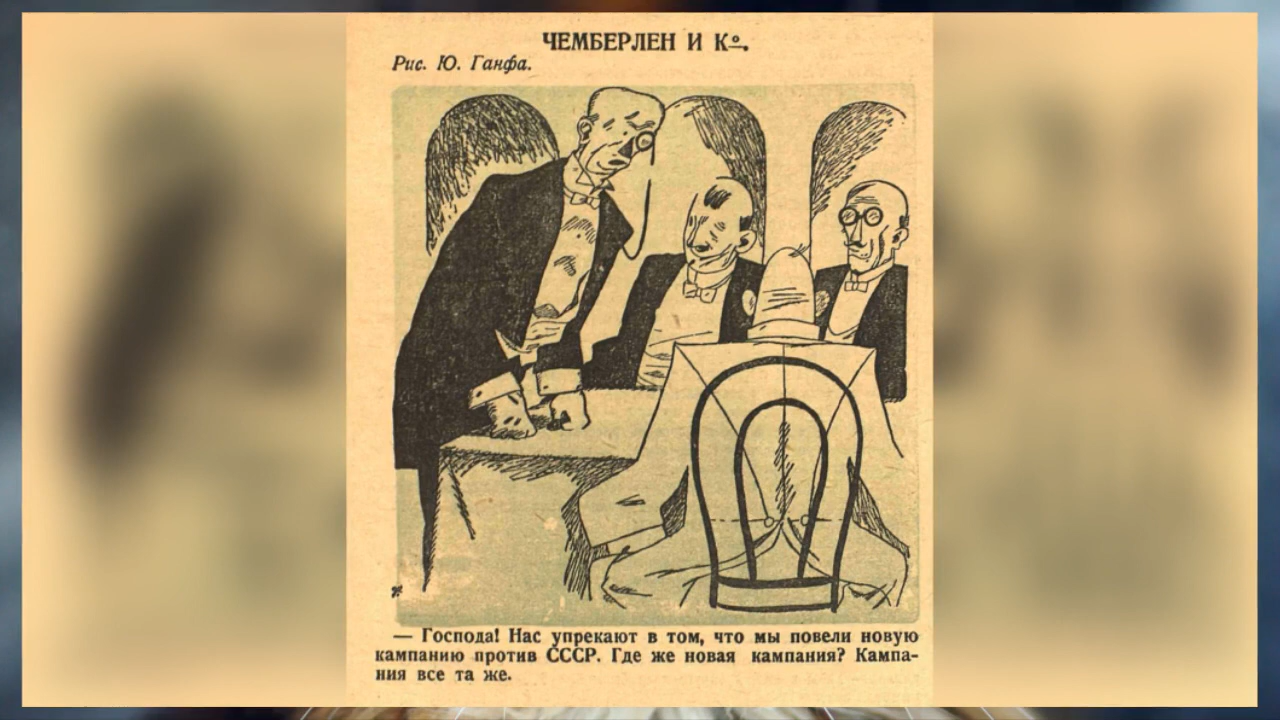 ЧЕМБЕРЛЕН И Кº.
Рис. Ю. Ганфа.
— Господа! Нас упрекают в том, что мы повели новую
кампанию против СССР. Где же новая кампания? Кампа-
ния все та же.